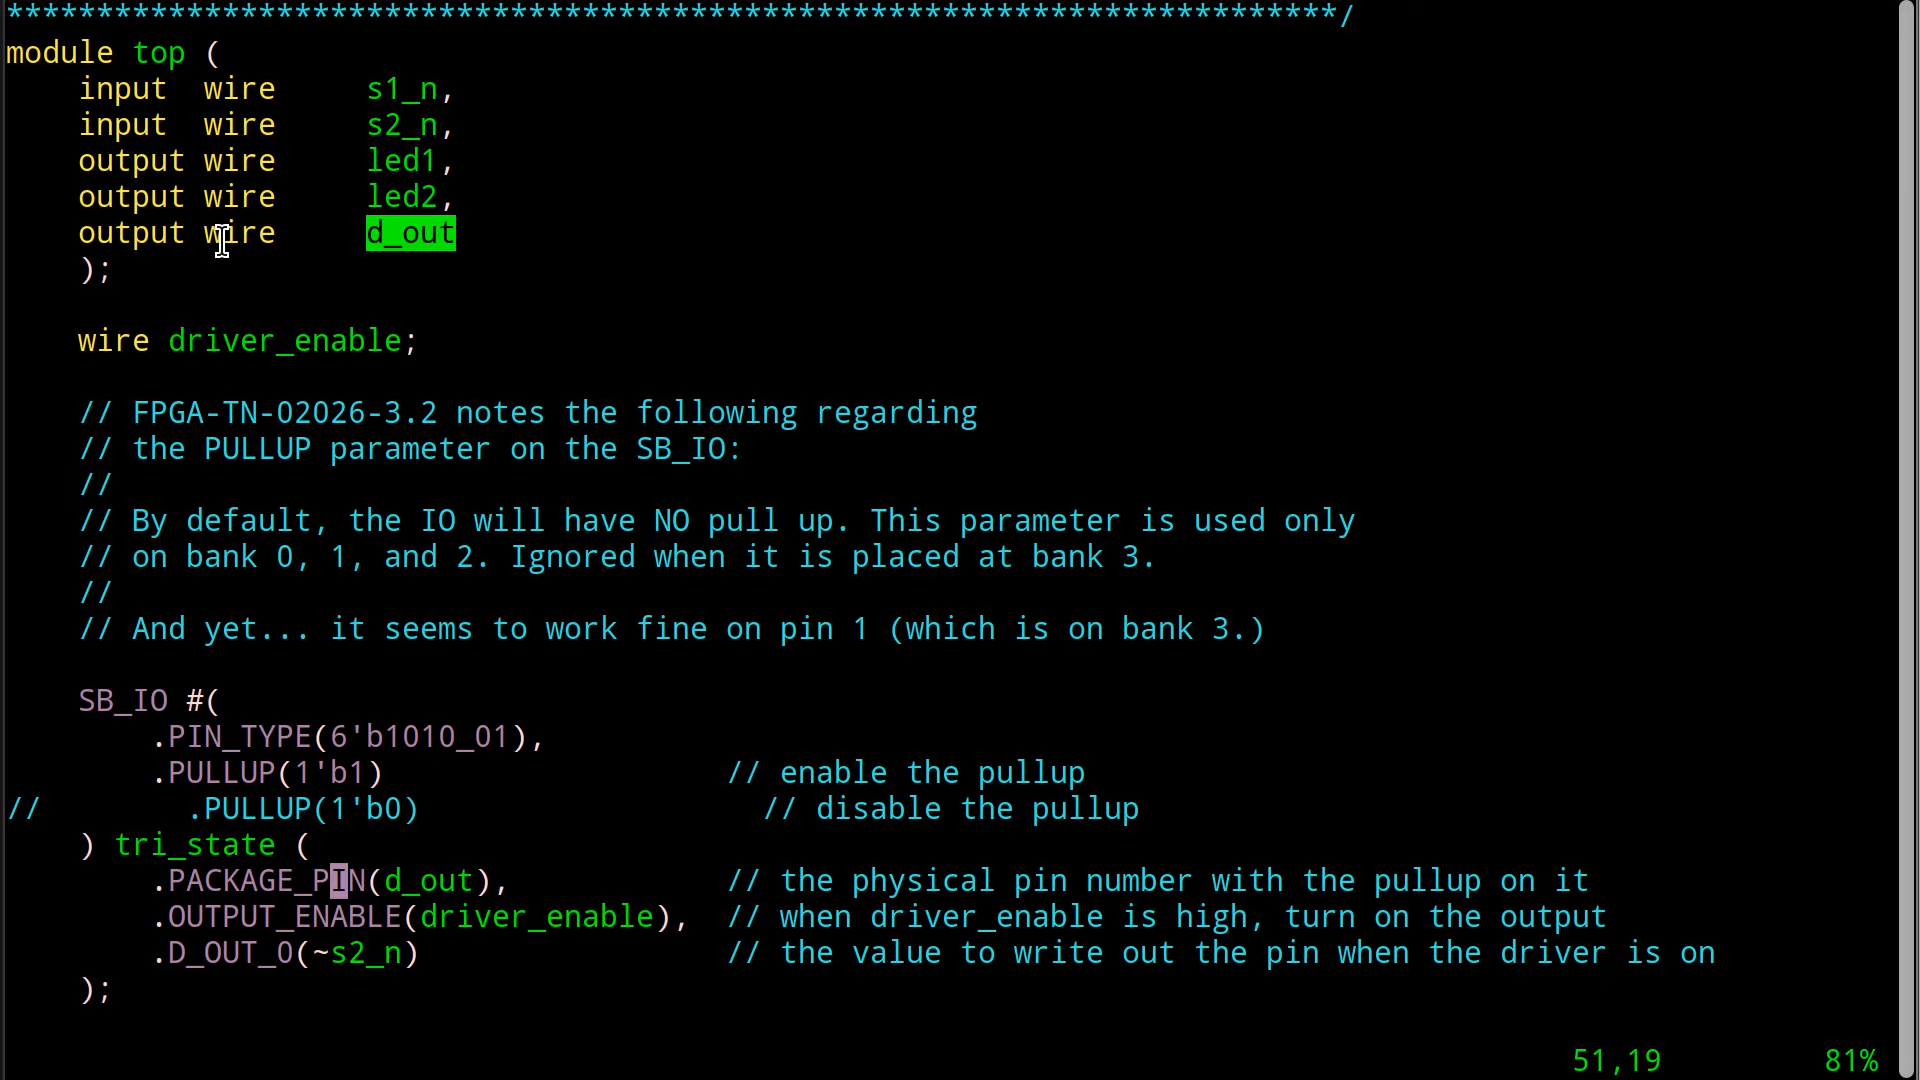 **************************************************************************/
module top (
    input  wire     s1_n,
    input  wire     s2_n,
    output wire     led1,
    output wire     led2,
    output wire     d_out
    );

    wire driver_enable;

    // FPGA-TN-02026-3.2 notes the following regarding
    // the PULLUP parameter on the SB_IO:
    //
    // By default, the IO will have NO pull up. This parameter is used only
    // on bank 0, 1, and 2. Ignored when it is placed at bank 3.
    //
    // And yet... it seems to work fine on pin 1 (which is on bank 3.)

    SB_IO #(
        .PIN_TYPE(6'b1010_01),
        .PULLUP(1'b1)                   // enable the pullup
//        .PULLUP(1'b0)                   // disable the pullup
    ) tri_state (
        .PACKAGE_PIN(d_out),            // the physical pin number with the pullup on it
        .OUTPUT_ENABLE(driver_enable),  // when driver_enable is high, turn on the output
        .D_OUT_0(~s2_n)                 // the value to write out the pin when the driver is on
    );
51,19         81%